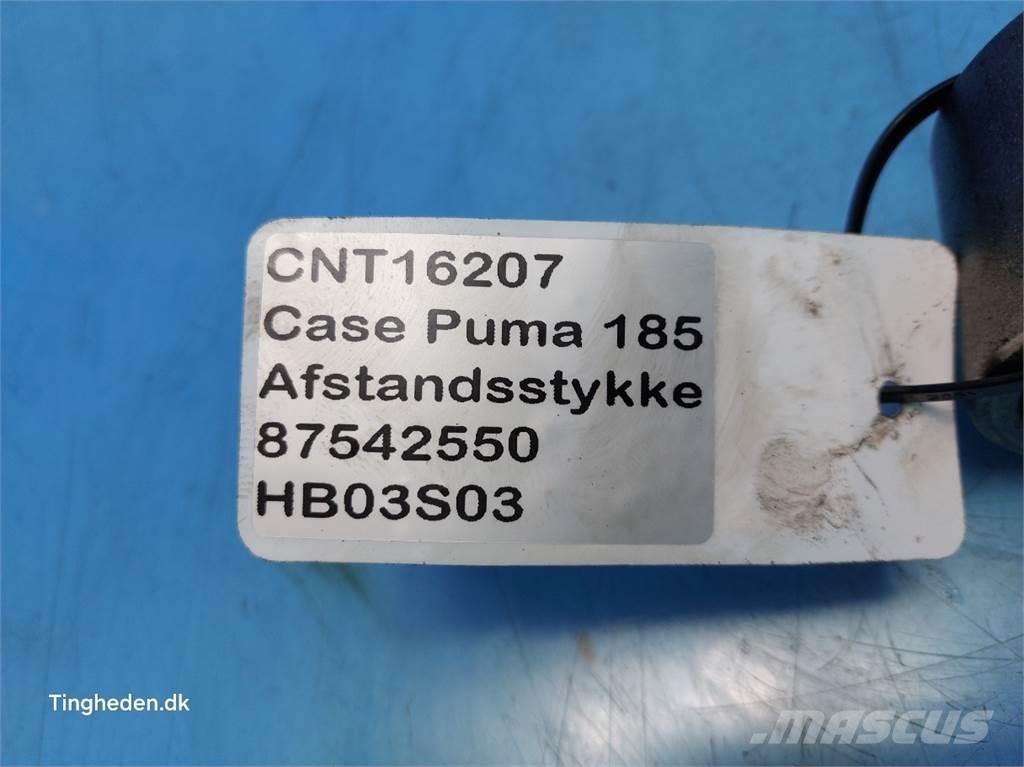 CNT16207
Case Puma 185
Afstandsstykke
87542550
HB03S03
Tingheden.dk
MASCUS